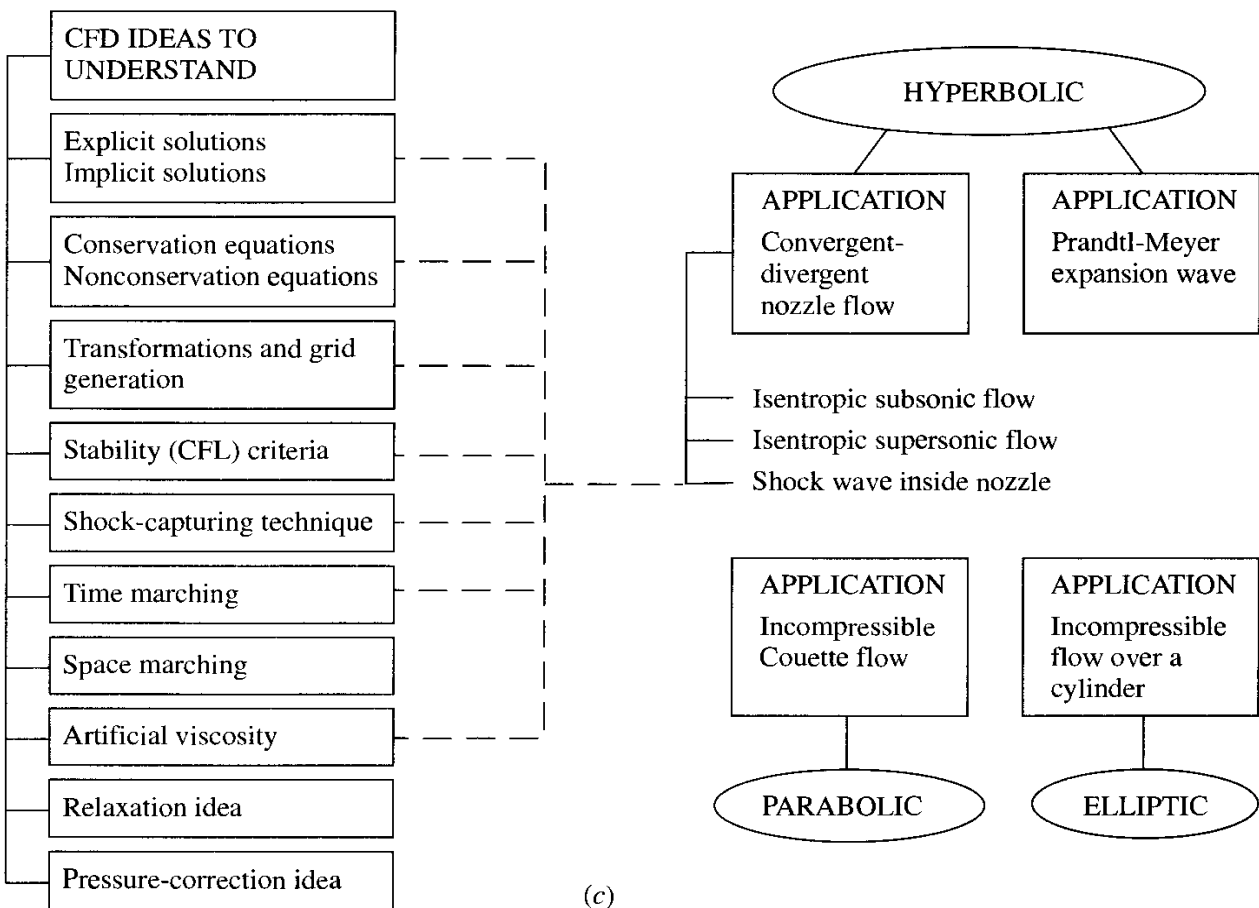 CFD IDEAS TO
UNDERSTAND
Explicit solutions
Implicit solutions
Conservation equations
Nonconservation equations
Transformations and grid
generation
Stability (CFL) criteria
Shock-capturing technique
Time marching
Space marching
Artificial viscosity
Relaxation idea
Pressure-correction idea
HYPERBOLIC
APPLICATION
Convergent-
divergent
nozzle flow
APPLICATION
Prandtl-Meyer
expansion wave
Isentropic subsonic flow
Isentropic supersonic flow
Shock wave inside nozzle
APPLICATION
Incompressible
Couette flow
APPLICATION
Incompressible
flow over a
cylinder
PARABOLIC
ELLIPTIC
(c)